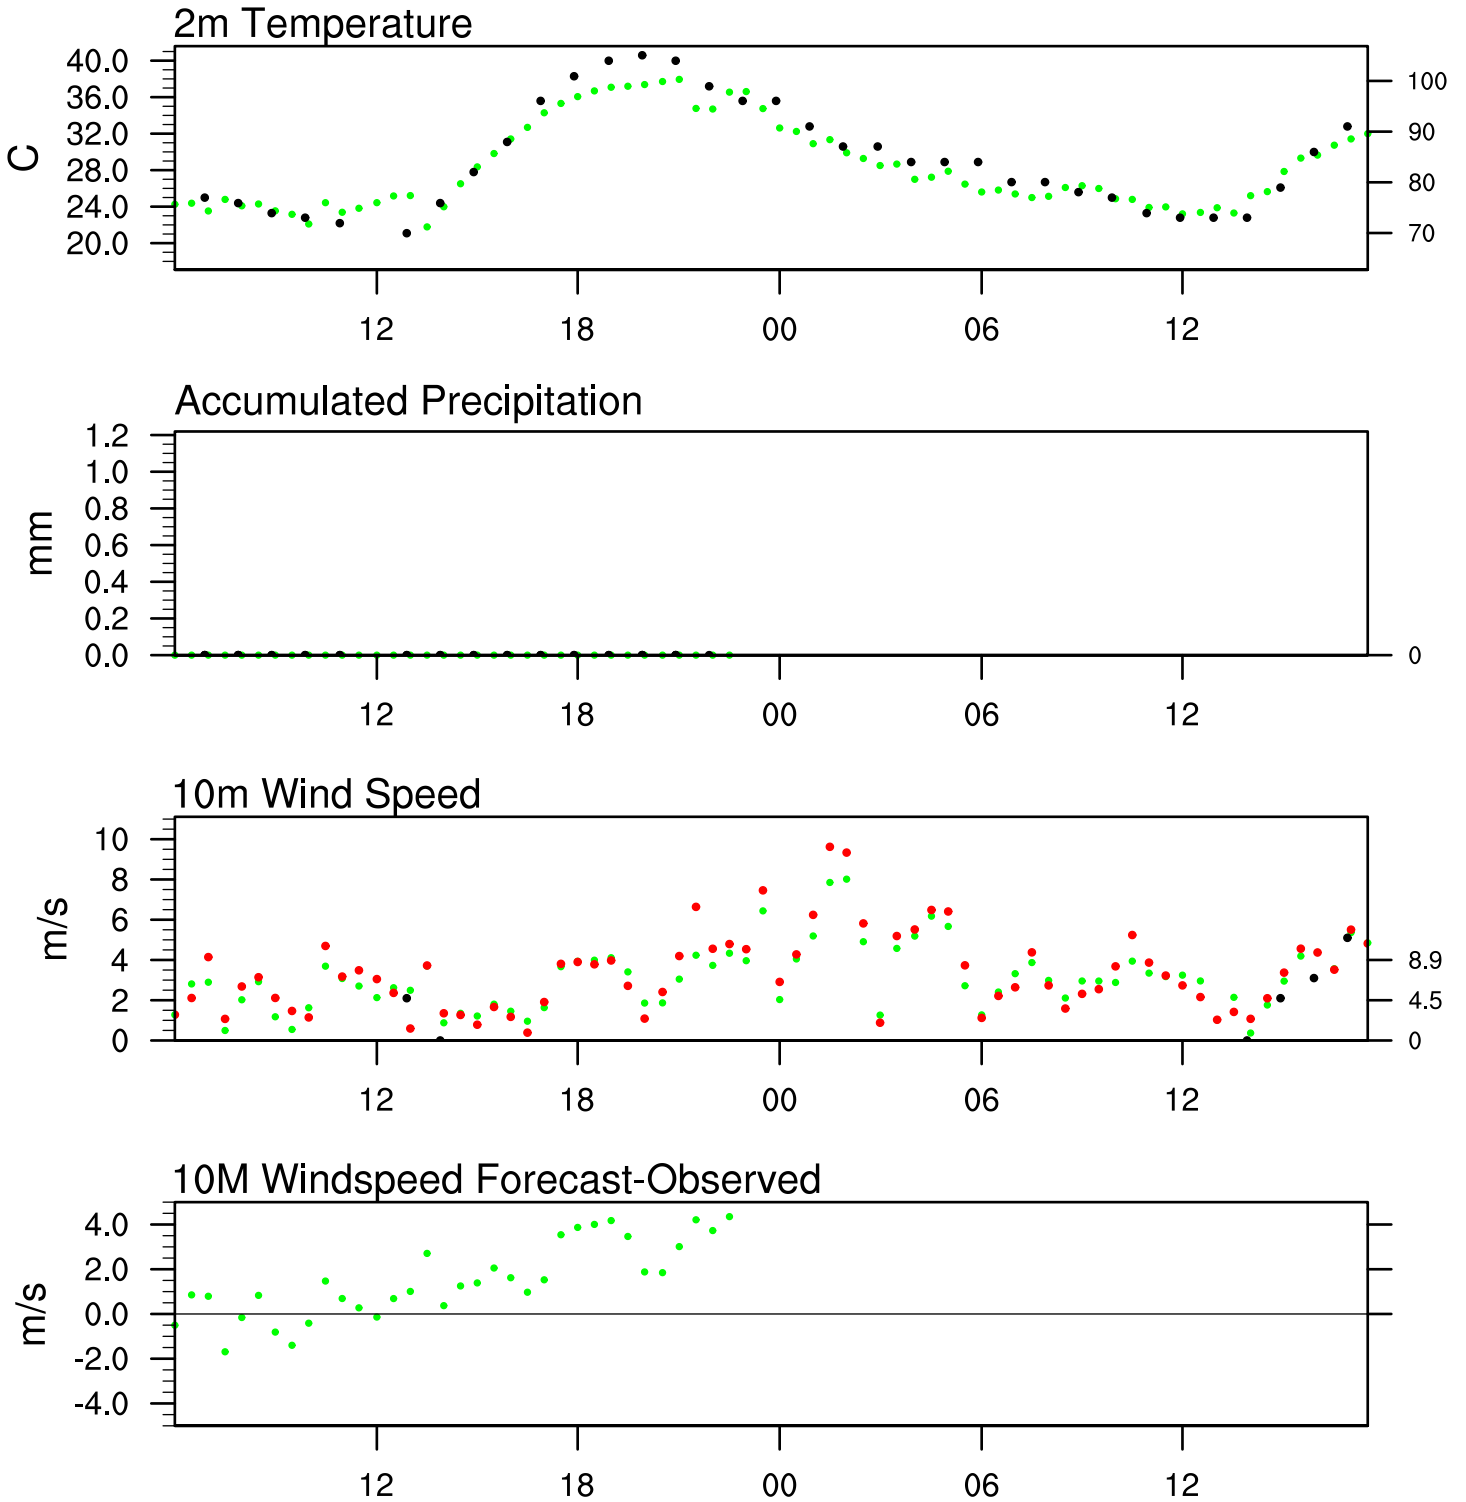 2m Temperature
40.0
36.0
32.0
28.0
24.0
20.0
C
100
90
80
70
12 18 00 06 12
Accumulated Precipitation
1.2
1.0
0.8
0.6
0.4
0.2
0.0
mm
0
12 18 00 06 12
10m Wind Speed
10
8
6
4
2
0
m/s
8.9
4.5
0
12 18 00 06 12
10M Windspeed Forecast-Observed
4.0
2.0
0.0
-2.0
-4.0
m/s
12 18 00 06 12